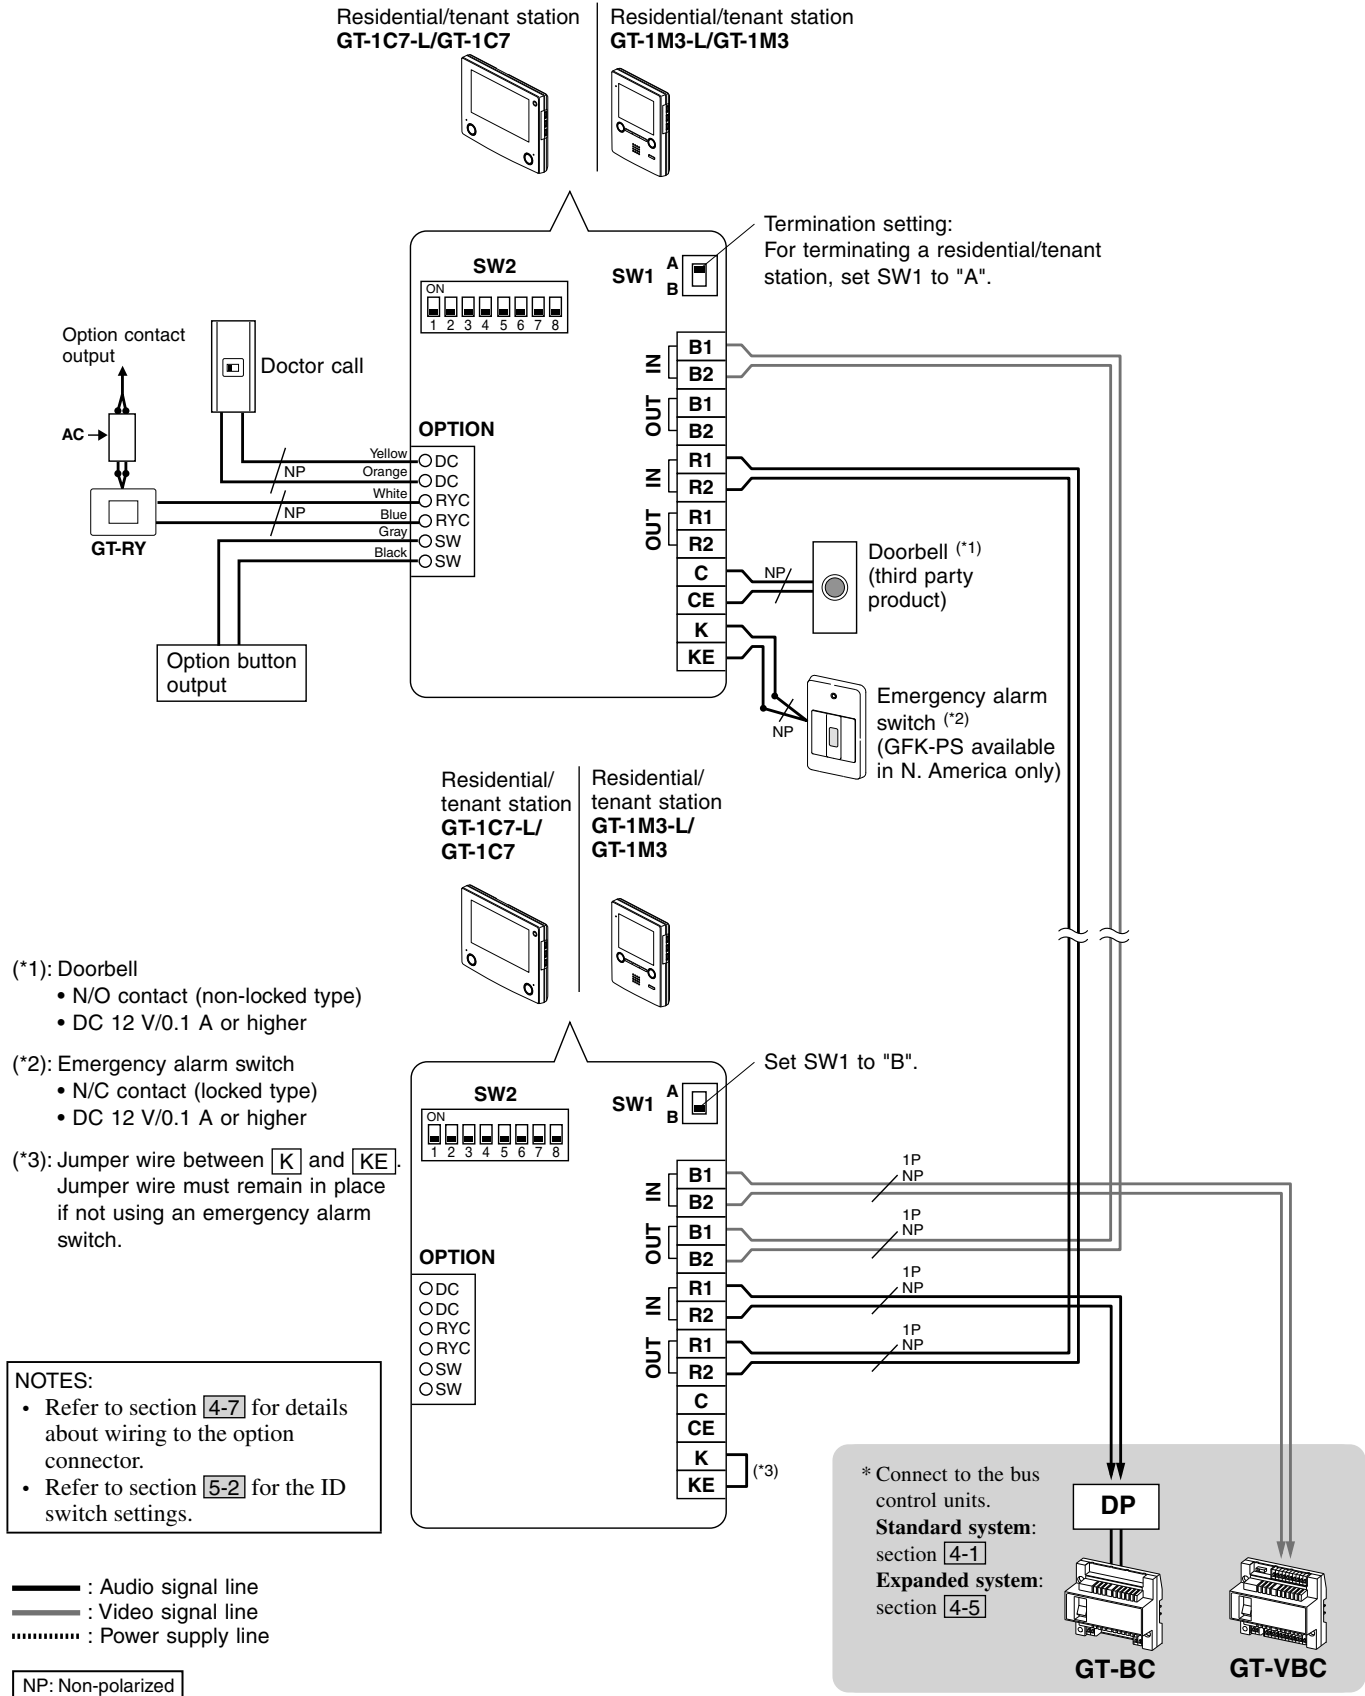 Residential/tenant station
GT-1C7-L/GT-1C7
Residential/tenant station
GT-1M3-L/GT-1M3
Termination setting:
For terminating a residential/tenant
station, set SW1 to "A".
SW2
ON
1 2 3 4 5 6 7 8
SW1
A
B
Option contact
output
AC
GT-RY
Doctor call
OPTION
NP
NP
Yellow
Orange
White
Blue
Gray
Black
DC
DC
RYC
RYC
SW
SW
Option button
output
IN
B1
B2
OUT
B1
B2
IN
R1
R2
OUT
R1
R2
C
CE
K
KE
NP
Doorbell (*1)
(third party
product)
NP
Emergency alarm
switch (*2)
(GFK-PS available
in N. America only)
Residential/
tenant station
GT-1C7-L/
GT-1C7
Residential/
tenant station
GT-1M3-L/
GT-1M3
(*1): Doorbell
• N/O contact (non-locked type)
• DC 12 V/0.1 A or higher
(*2): Emergency alarm switch
• N/C contact (locked type)
• DC 12 V/0.1 A or higher
(*3): Jumper wire between K and KE.
Jumper wire must remain in place
if not using an emergency alarm
switch.
Set SW1 to "B".
SW2
ON
1 2 3 4 5 6 7 8
SW1
A
B
OPTION
DC
DC
RYC
RYC
SW
SW
IN
B1
B2
OUT
B1
B2
IN
R1
R2
OUT
R1
R2
C
CE
K
KE
(*3)
1P
NP
1P
NP
1P
NP
1P
NP
NOTES:
• Refer to section 4-7 for details
about wiring to the option
connector.
• Refer to section 5-2 for the ID
switch settings.
* Connect to the bus
control units.
Standard system:
section 4-1
Expanded system:
section 4-5
DP
GT-BC
GT-VBC
: Audio signal line
: Video signal line
: Power supply line
NP: Non-polarized